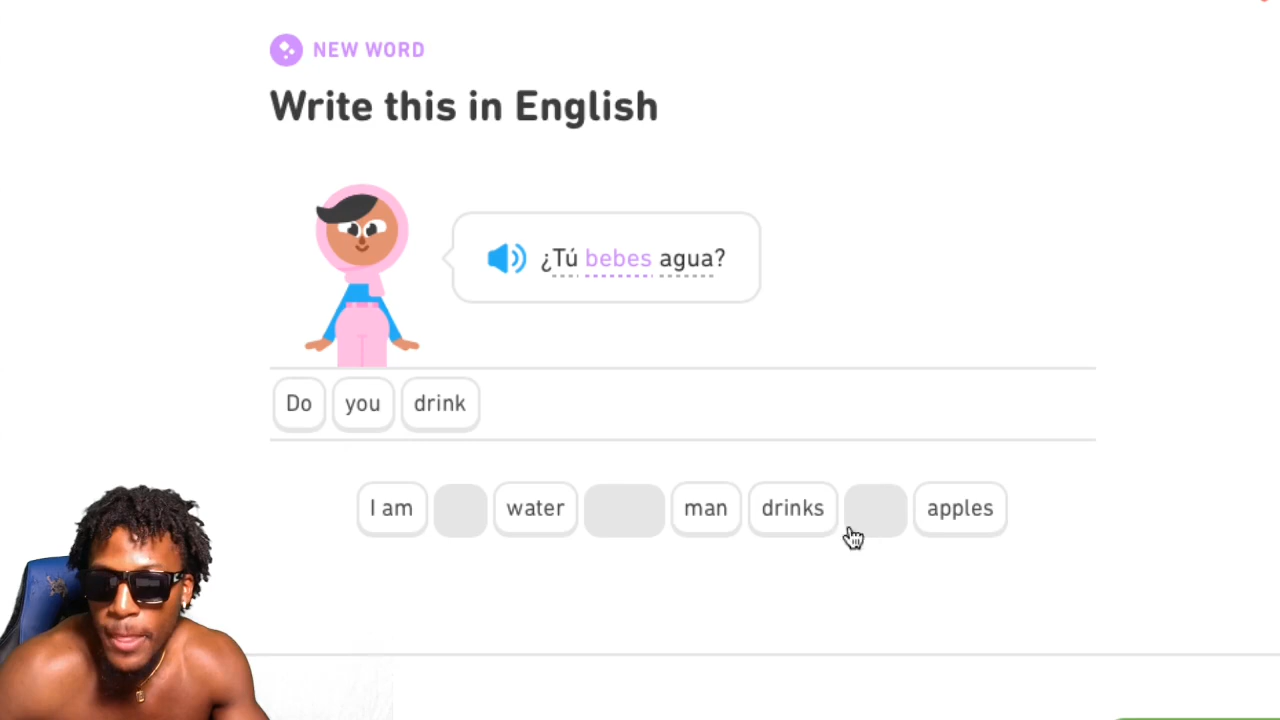 NEW WORD
Write this in English
¿Tú bebes agua?
Do you drink
I am water man drinks apples